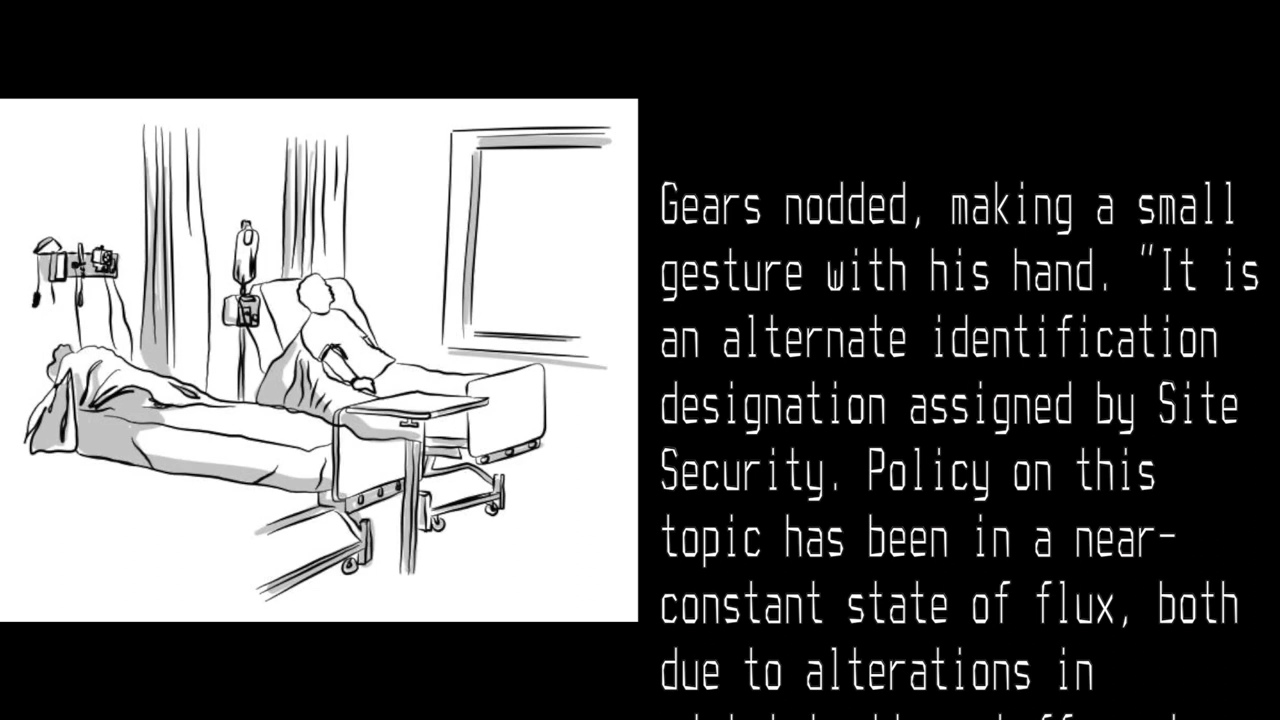 Gears nodded, making a small
gesture with his hand. "It is
an alternate identification
designation assigned by Site
Security. Policy on this
topic has been in a near-
constant state of flux, both
due to alterations in